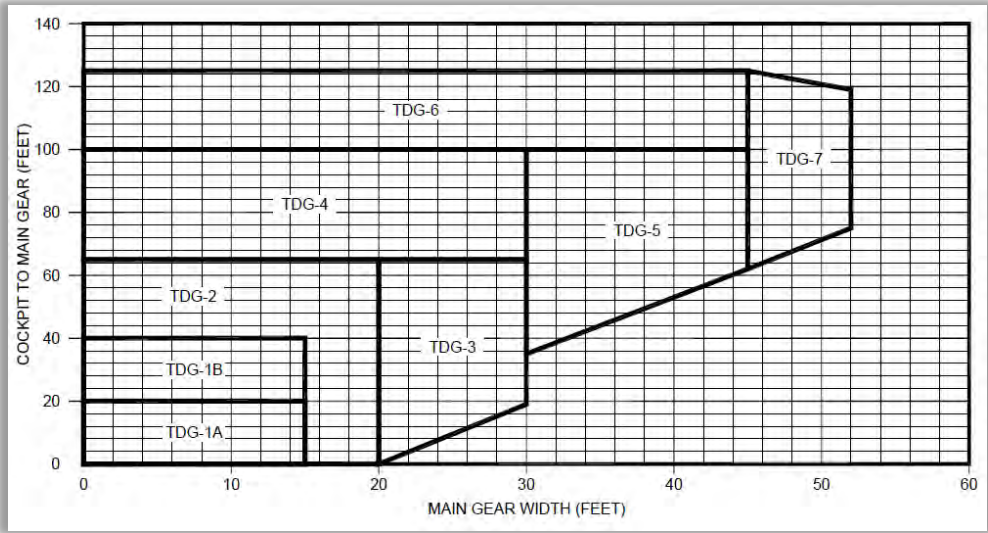 140
120
100
80
60
40
20
0
COCKPIT TO MAIN GEAR (FEET)
TDG-6
TDG-7
TDG-4
TDG-5
TDG-2
TDG-3
TDG-1B
TDG-1A
0 10 20 30 40 50 60
MAIN GEAR WIDTH (FEET)